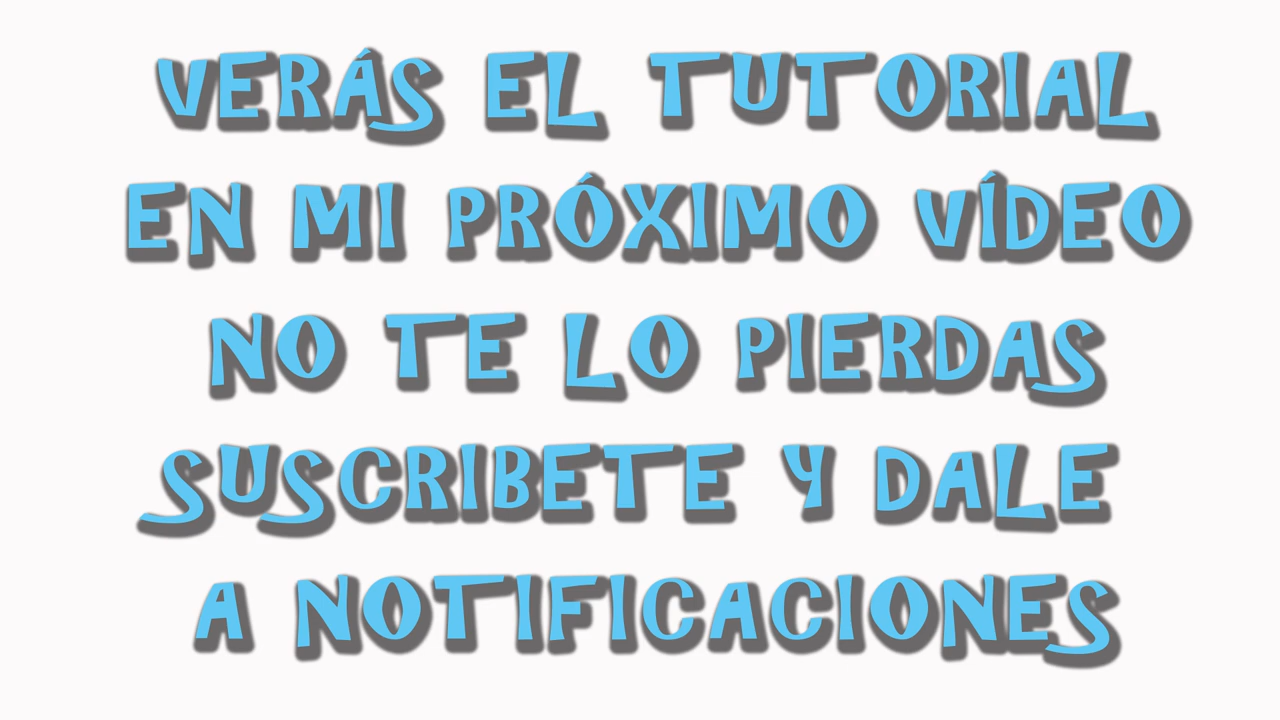 VERÁS EL TUTORIAL
EN MI PRÓXIMO VÍDEO
NO TE LO PIERDAS
SUSCRIBETE Y DALE
A NOTIFICACIONES